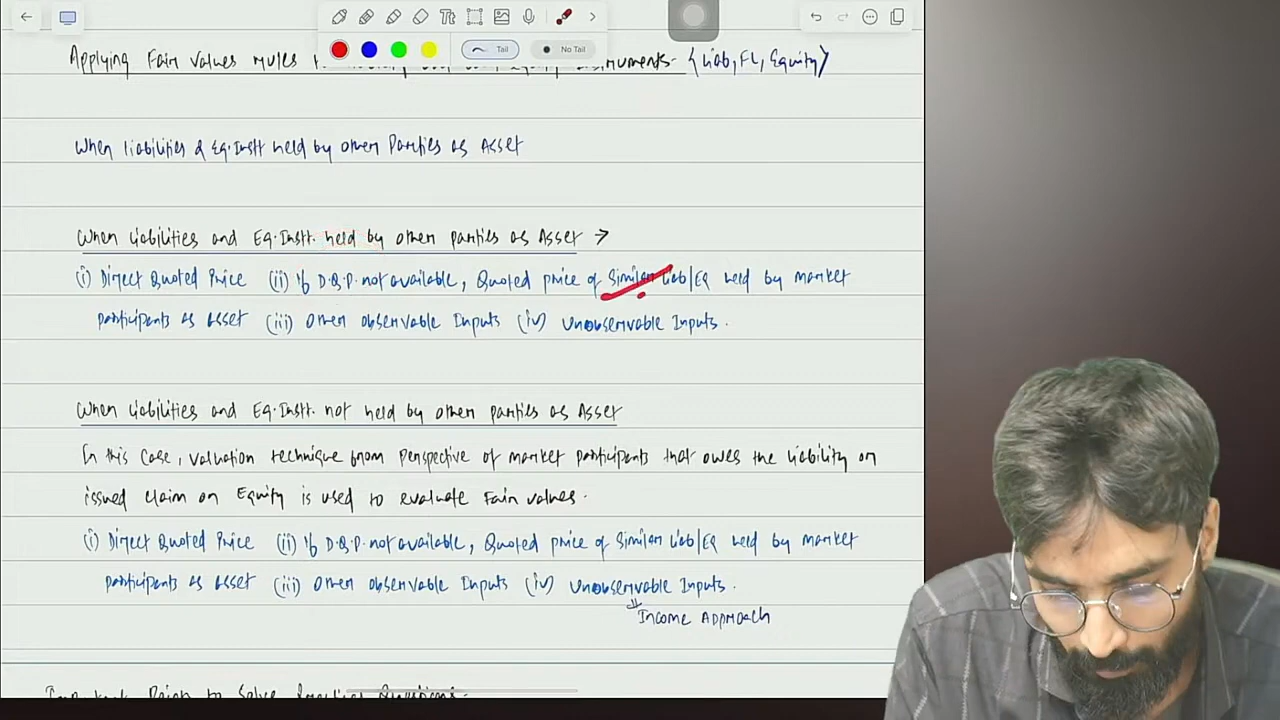 Tail No Tail
Applying Fair Values Rules {Liab, FL, Equity}
When liabilities & Eq. Instt held by other Parties as Asset
When Liabilities and Eq. Instt. held by other parties as Asset →
(i) Direct Quoted Price (ii) If D.Q.P. not available, Quoted price of Similar Liab/Eq held by market
participants as asset (iii) Other observable Inputs (iv) Unobservable Inputs.
When Liabilities and Eq. Instt. not held by other parties as Asset
In this case, valuation technique from perspective of market participants that owes the liability or
issued claim on Equity is used to evaluate Fair values.
(i) Direct Quoted Price (ii) If D.Q.P. not available, Quoted price of Similar Liab/Eq held by market
participants as asset (iii) Other observable Inputs (iv) Unobservable Inputs.
Income Approach
to Solve